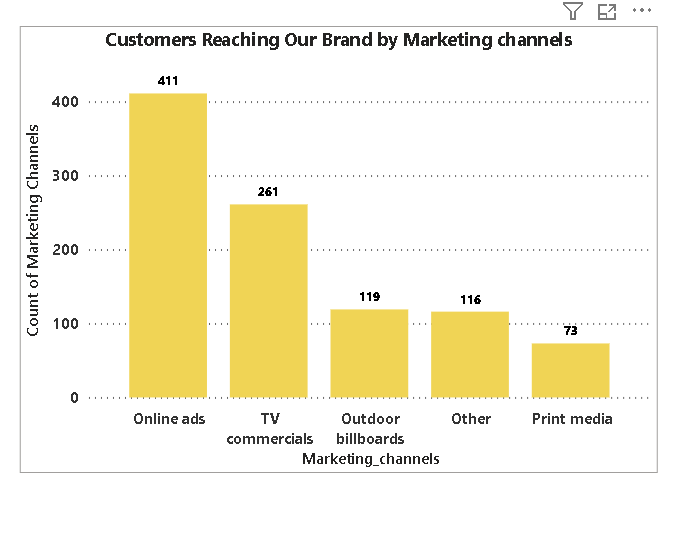 Customers Reaching Our Brand by Marketing channels
Count of Marketing Channels
400
300
200
100
0
411
261
119
116
73
Online ads
TV
commercials
Outdoor
billboards
Other
Print media
Marketing_channels